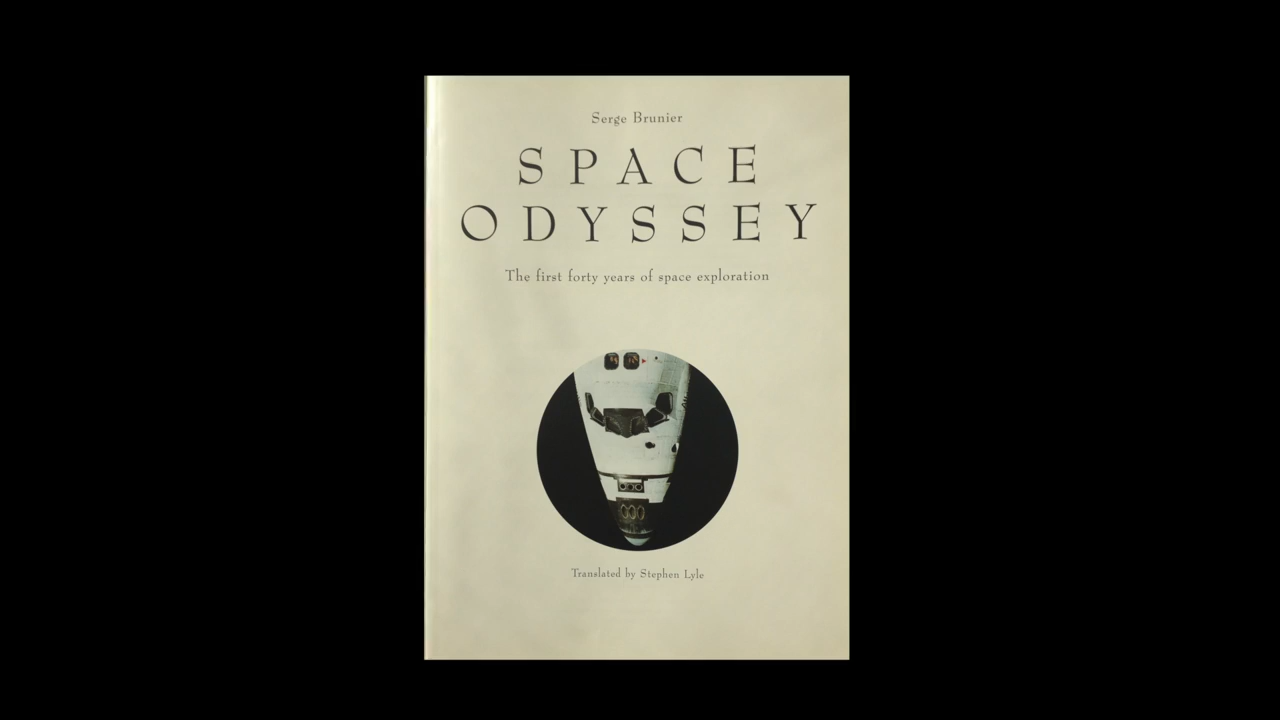 Serge Brunier
SPACE
ODYSSEY
The first forty years of space exploration
Translated by Stephen Lyle